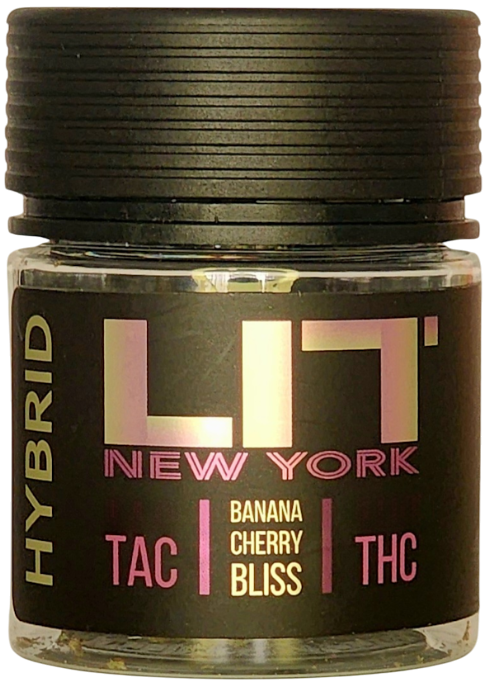 HYBRID
LIT
NEW YORK
TAC
BANANA
CHERRY
BLISS
THC